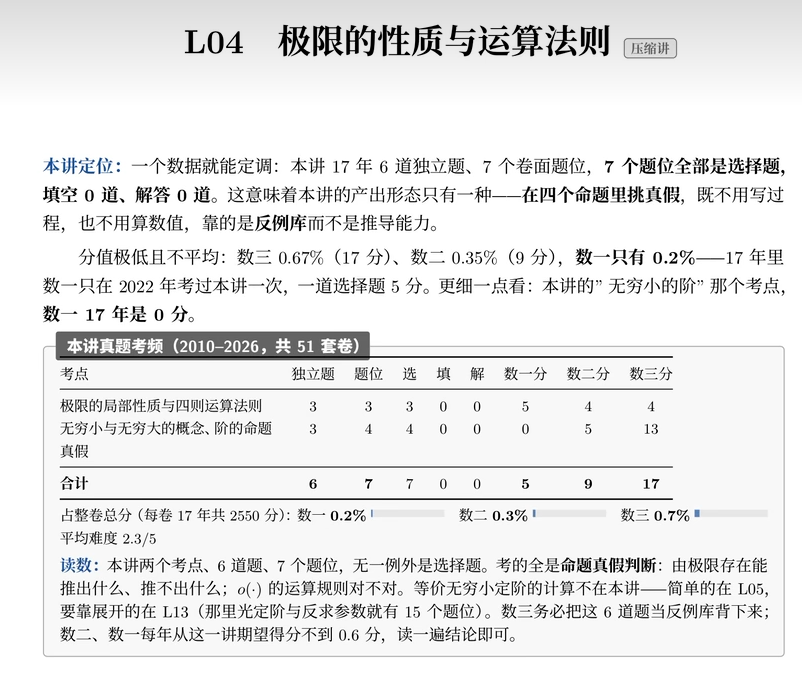 L04 极限的性质与运算法则 压缩讲
本讲定位：一个数据就能定调：本讲 17 年 6 道独立题、7 个卷面题位，7 个题位全部是选择题，
填空 0 道、解答 0 道。这意味着本讲的产出形态只有一种——在四个命题里挑真假，既不用写过
程，也不用算数值，靠的是反例库而不是推导能力。
分值极低且不平均：数三 0.67%（17 分）、数二 0.35%（9 分），数一只有 0.2%——17 年里
数一只在 2022 年考过本讲一次，一道选择题 5 分。更细一点看：本讲的” 无穷小的阶” 那个考点，
数一 17 年是 0 分。
本讲真题考频（2010–2026，共 51 套卷）
考点 独立题 题位 选 填 解 数一分 数二分 数三分
极限的局部性质与四则运算法则 3 3 3 0 0 5 4 4
无穷小与无穷大的概念、阶的命题 3 4 4 0 0 0 5 13
真假
合计 6 7 7 0 0 5 9 17
占整卷总分（每卷 17 年共 2550 分）：数一 0.2% 数二 0.3% 数三 0.7%
平均难度 2.3/5
读数：本讲两个考点、6 道题、7 个题位，无一例外是选择题。考的全是命题真假判断：由极限存在能
推出什么、推不出什么；o(·) 的运算规则对不对。等价无穷小定阶的计算不在本讲——简单的在 L05，
要靠展开的在 L13（那里光定阶与反求参数就有 15 个题位）。数三务必把这 6 道题当反例库背下来；
数二、数一每年从这一讲期望得分不到 0.6 分，读一遍结论即可。